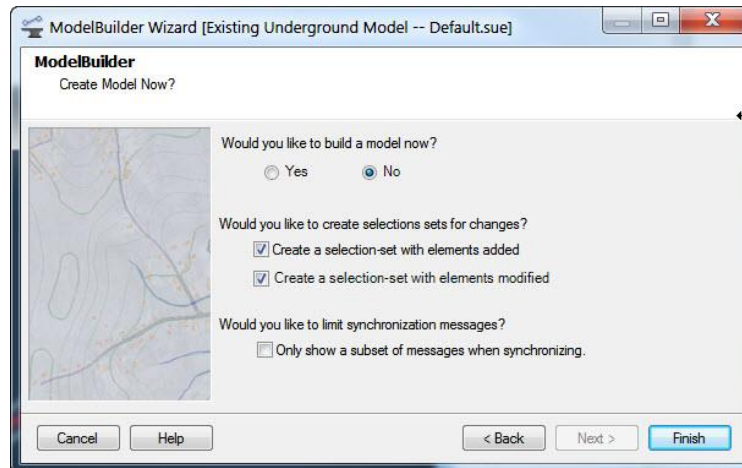 ModelBuilder Wizard [Existing Underground Model -- Default.sue]
ModelBuilder
Create Model Now?
Would you like to build a model now?
Yes No
Would you like to create selections sets for changes?
Create a selection-set with elements added
Create a selection-set with elements modified
Would you like to limit synchronization messages?
Only show a subset of messages when synchronizing.
Cancel Help < Back Next > Finish